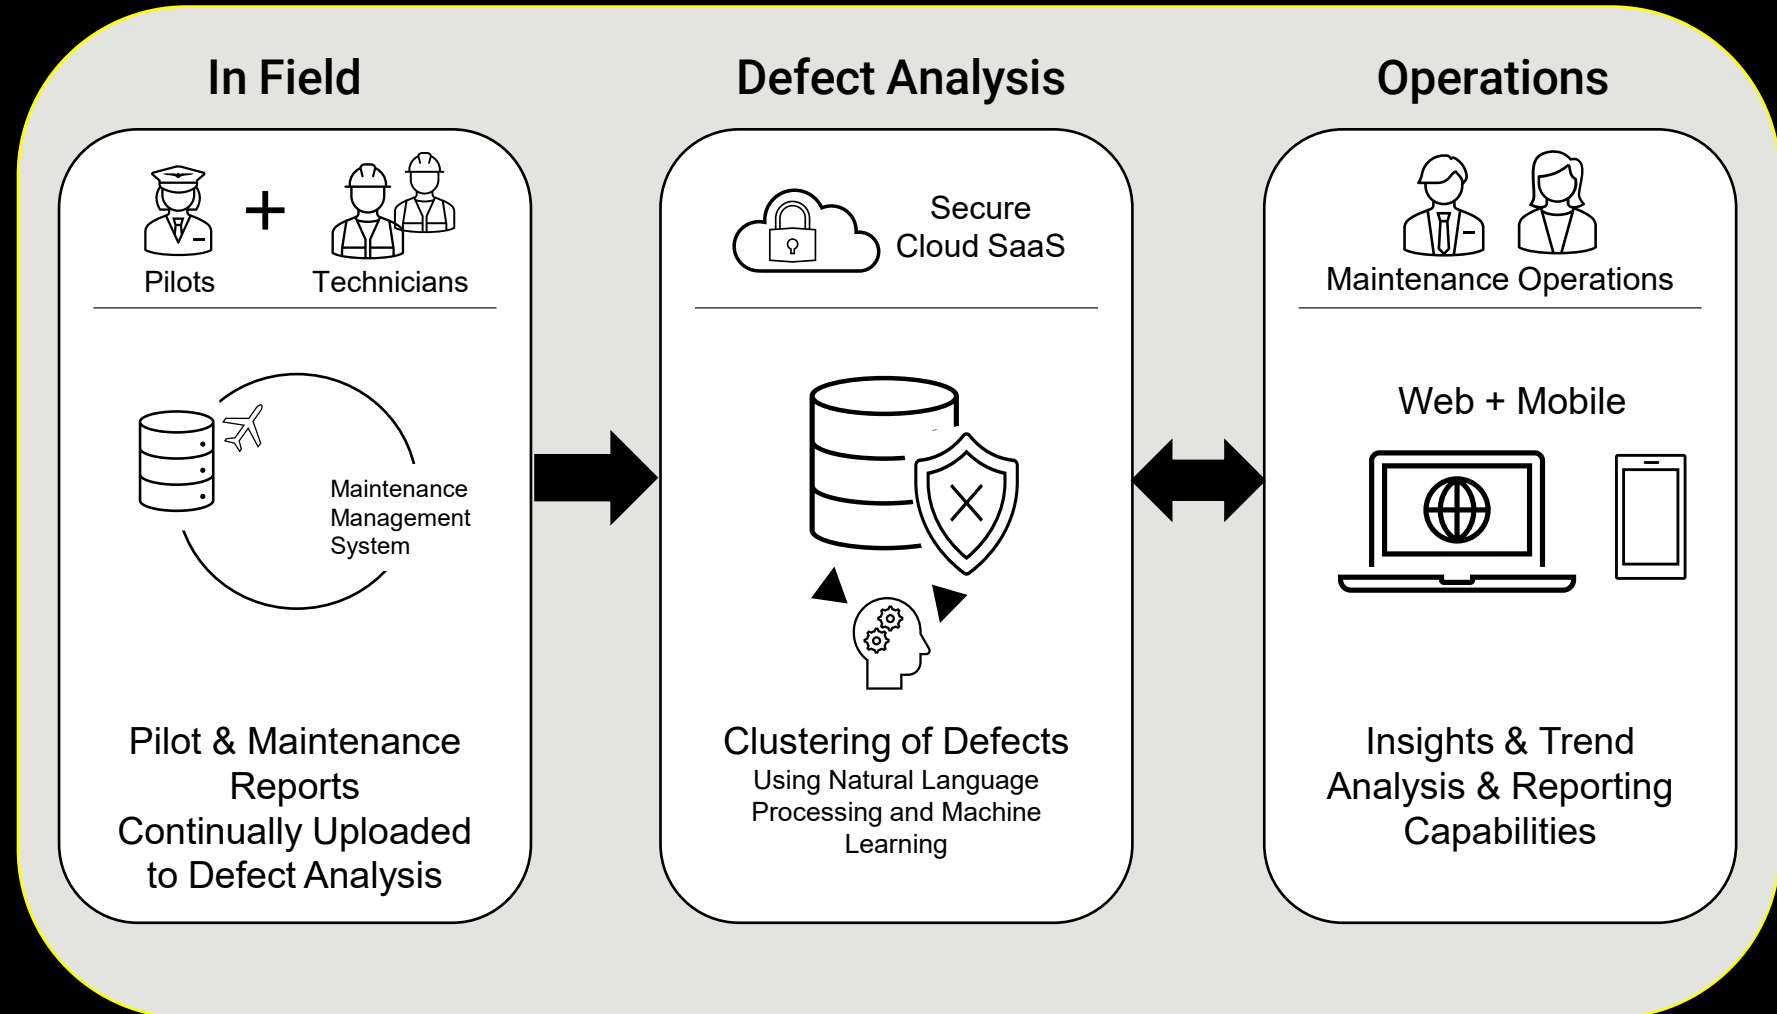 In Field
Defect Analysis
Operations
Pilots
+
Technicians
Maintenance
Management
System
Pilot & Maintenance
Reports
Continually Uploaded
to Defect Analysis
Secure
Cloud SaaS
Clustering of Defects
Using Natural Language
Processing and Machine
Learning
Maintenance Operations
Web + Mobile
Insights & Trend
Analysis & Reporting
Capabilities